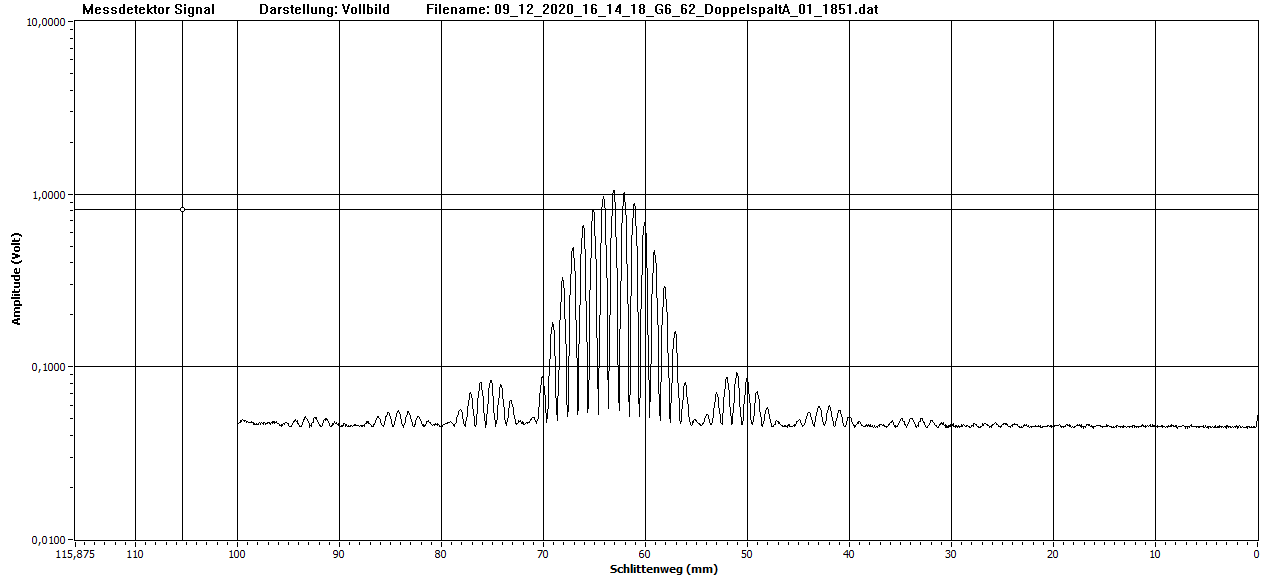 Messdetektor Signal Darstellung: Vollbild Filename: 09_12_2020_16_14_18_G6_62_DoppelspaltA_01_1851.dat
10,0000
1,0000
Amplitude (Volt)
0,1000
0,0100
115,875 110 100 90 80 70 60 50 40 30 20 10 0
Schlittenweg (mm)